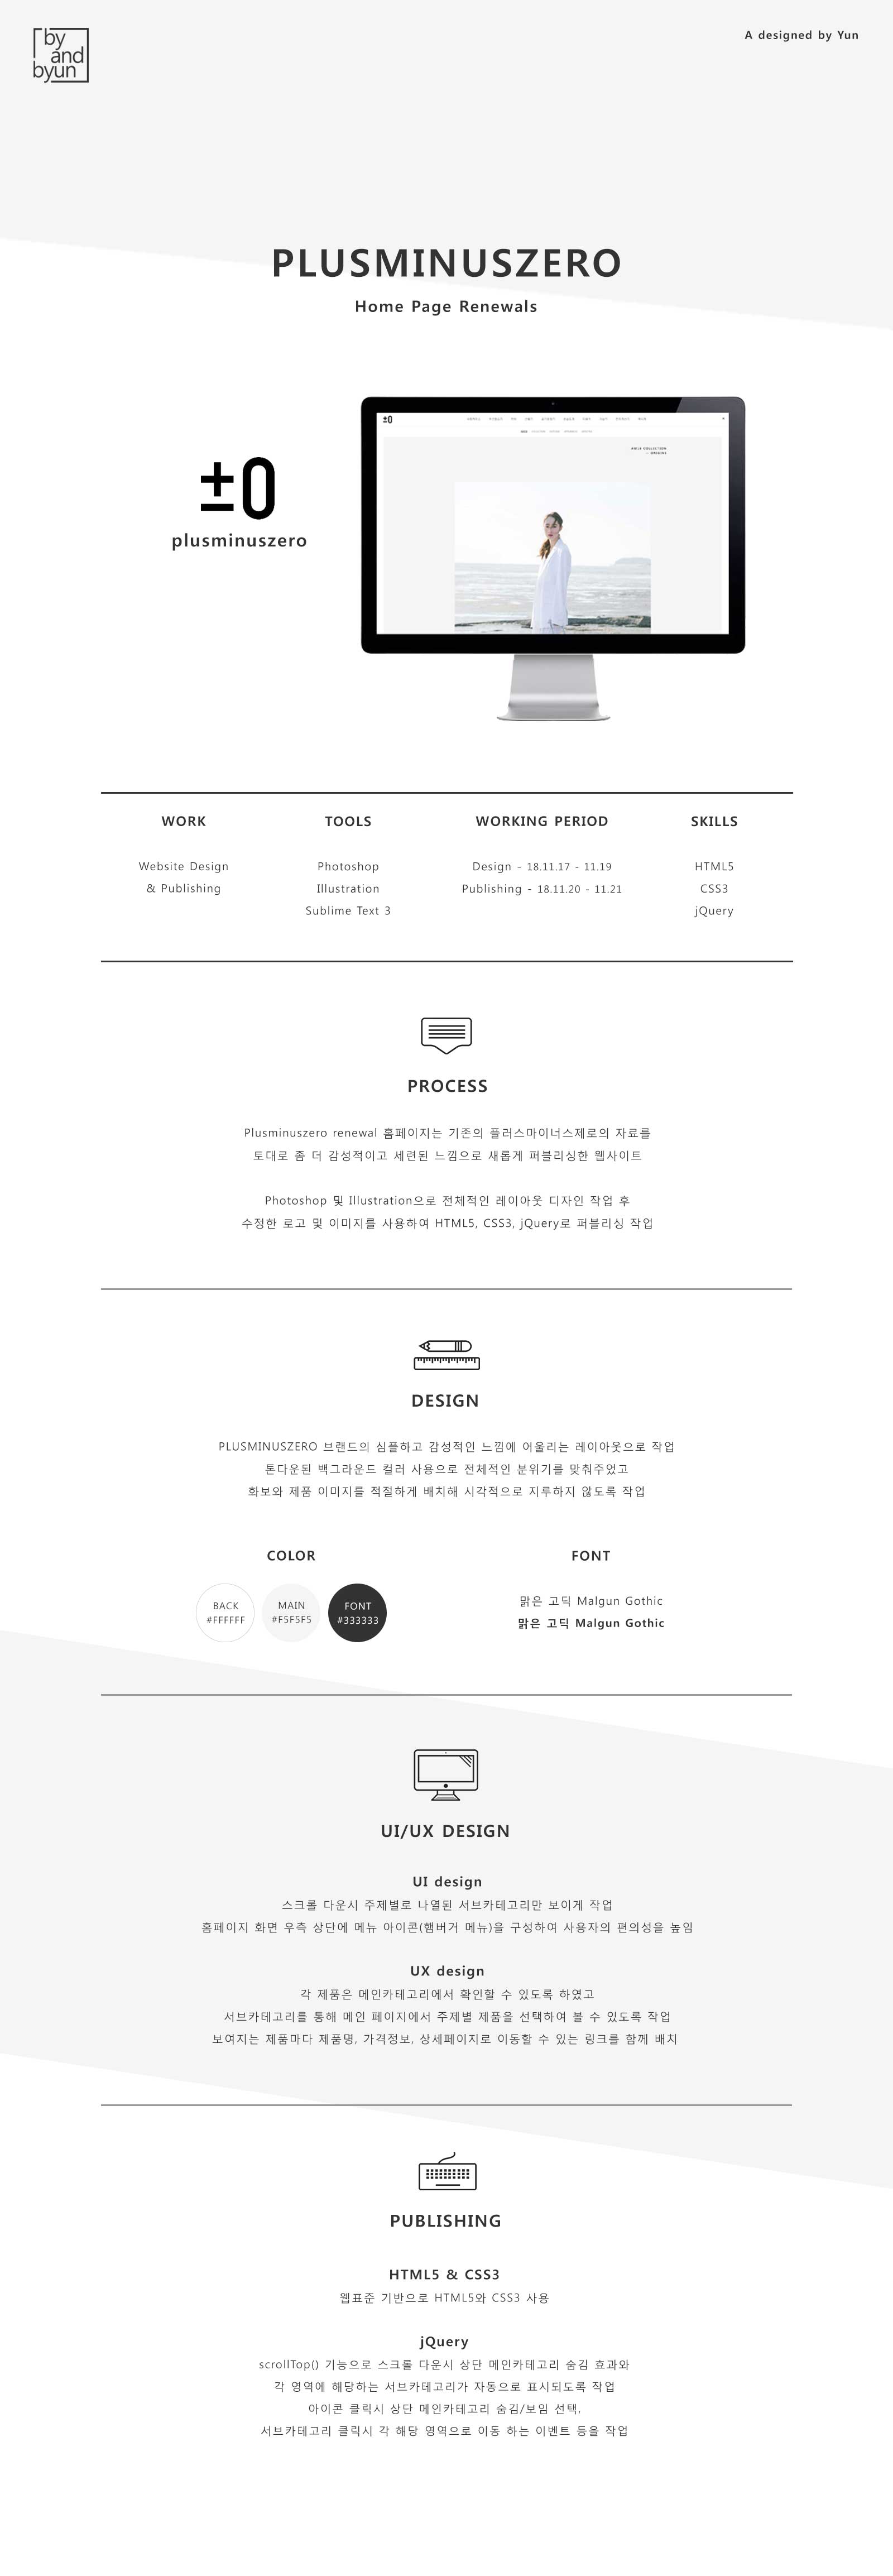 by
and
byun
A designed by Yun
PLUSMINUSZERO
Home Page Renewals
±0
±0
plusminuszero
WORK
Website Design
& Publishing
TOOLS
Photoshop
Illustration
Sublime Text 3
WORKING PERIOD
Design - 18.11.17 - 11.19
Publishing - 18.11.20 - 11.21
SKILLS
HTML5
CSS3
jQuery
PROCESS
Plusminuszero renewal 홈페이지는 기존의 플러스마이너스제로의 자료를
토대로 좀 더 감성적이고 세련된 느낌으로 새롭게 퍼블리싱한 웹사이트
Photoshop 및 Illustration으로 전체적인 레이아웃 디자인 작업 후
수정한 로고 및 이미지를 사용하여 HTML5, CSS3, jQuery로 퍼블리싱 작업
DESIGN
PLUSMINUSZERO 브랜드의 심플하고 감성적인 느낌에 어울리는 레이아웃으로 작업
톤다운된 백그라운드 컬러 사용으로 전체적인 분위기를 맞춰주었고
화보와 제품 이미지를 적절하게 배치해 시각적으로 지루하지 않도록 작업
COLOR
BACK
#FFFFFF
MAIN
#F5F5F5
FONT
#333333
FONT
맑은 고딕 Malgun Gothic
맑은 고딕 Malgun Gothic
UI/UX DESIGN
UI design
스크롤 다운시 주제별로 나열된 서브카테고리만 보이게 작업
홈페이지 화면 우측 상단에 메뉴 아이콘(햄버거 메뉴)을 구성하여 사용자의 편의성을 높임
UX design
각 제품은 메인카테고리에서 확인할 수 있도록 하였고
서브카테고리를 통해 메인 페이지에서 주제별 제품을 선택하여 볼 수 있도록 작업
보여지는 제품마다 제품명, 가격정보, 상세페이지로 이동할 수 있는 링크를 함께 배치
PUBLISHING
HTML5 & CSS3
웹표준 기반으로 HTML5와 CSS3 사용
jQuery
scrollTop() 기능으로 스크롤 다운시 상단 메인카테고리 숨김 효과와
각 영역에 해당하는 서브카테고리가 자동으로 표시되도록 작업
아이콘 클릭시 상단 메인카테고리 숨김/보임 선택,
서브카테고리 클릭시 각 해당 영역으로 이동 하는 이벤트 등을 작업